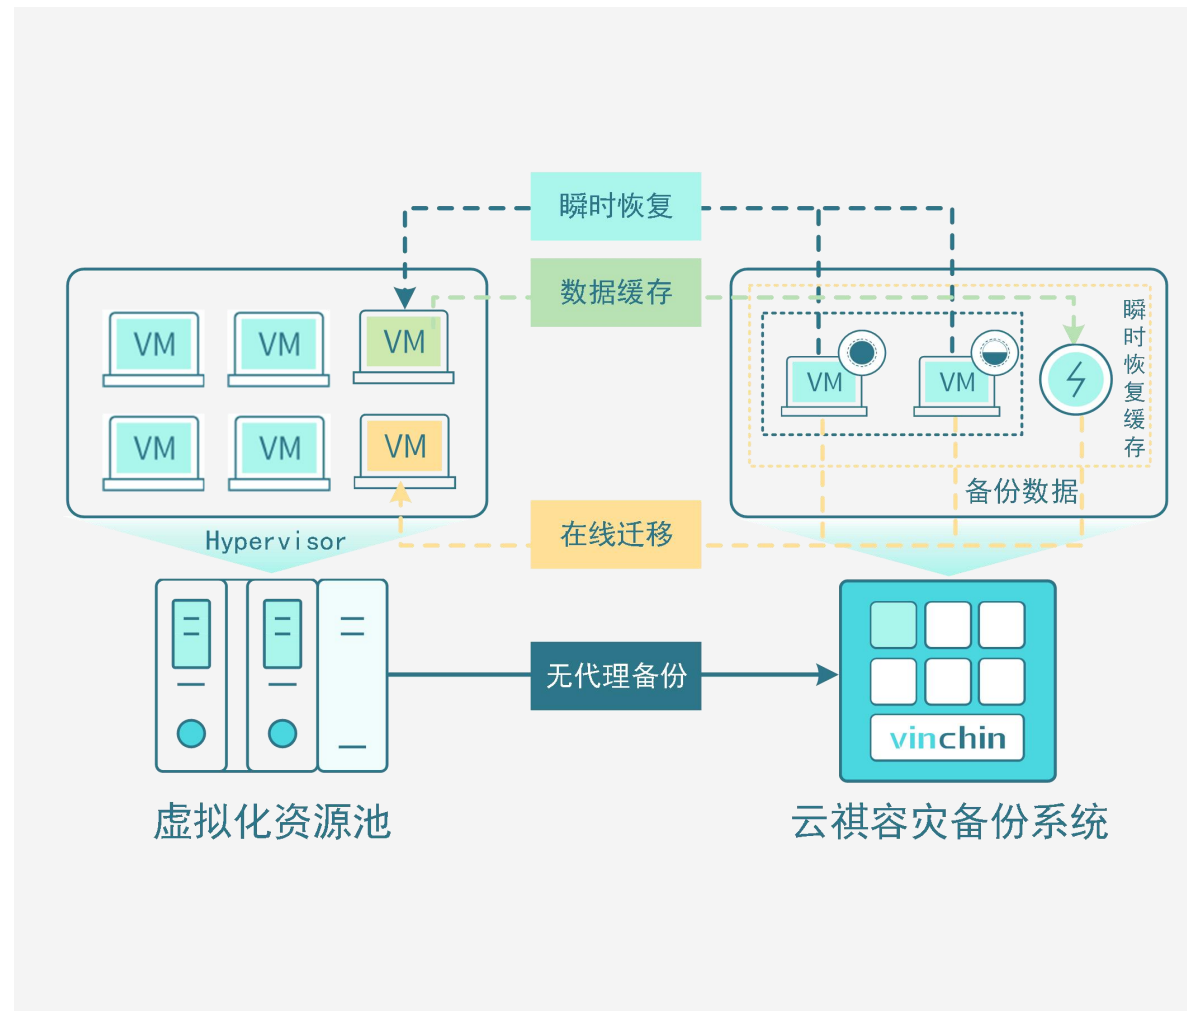 瞬时恢复
数据缓存
VM
VM
VM
VM
VM
瞬时恢复缓存
VM
VM
VM
备份数据
在线迁移
Hypervisor
无代理备份
vinchin
虚拟化资源池
云祺容灾备份系统